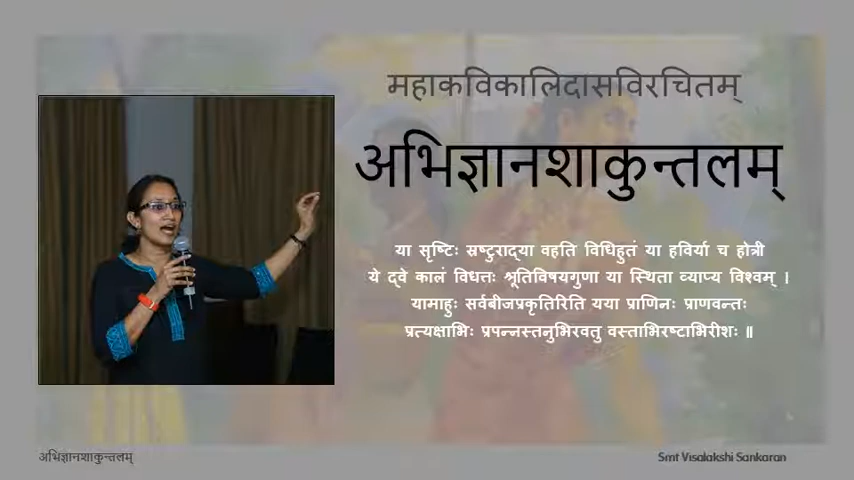 महाकविकालिदासविरचितम्
अभिज्ञानशाकुन्तलम्
या सृष्टिः स्रष्टुराद्या वहति विधिहुतं या हविर्या च होत्री
ये द्वे कालं विधत्तः श्रूतिविषयगुणा या स्थिता व्याप्य विश्वम् ।
यामाहुः सर्वबीजप्रकृतिरिति यया प्राणिनः प्राणवन्तः
प्रत्यक्षाभिः प्रपन्नस्तनुभिरवतु वस्ताभिरष्टाभिरीशः ॥
अभिज्ञानशाकुन्तलम्
Smt Visalakshi Sankaran